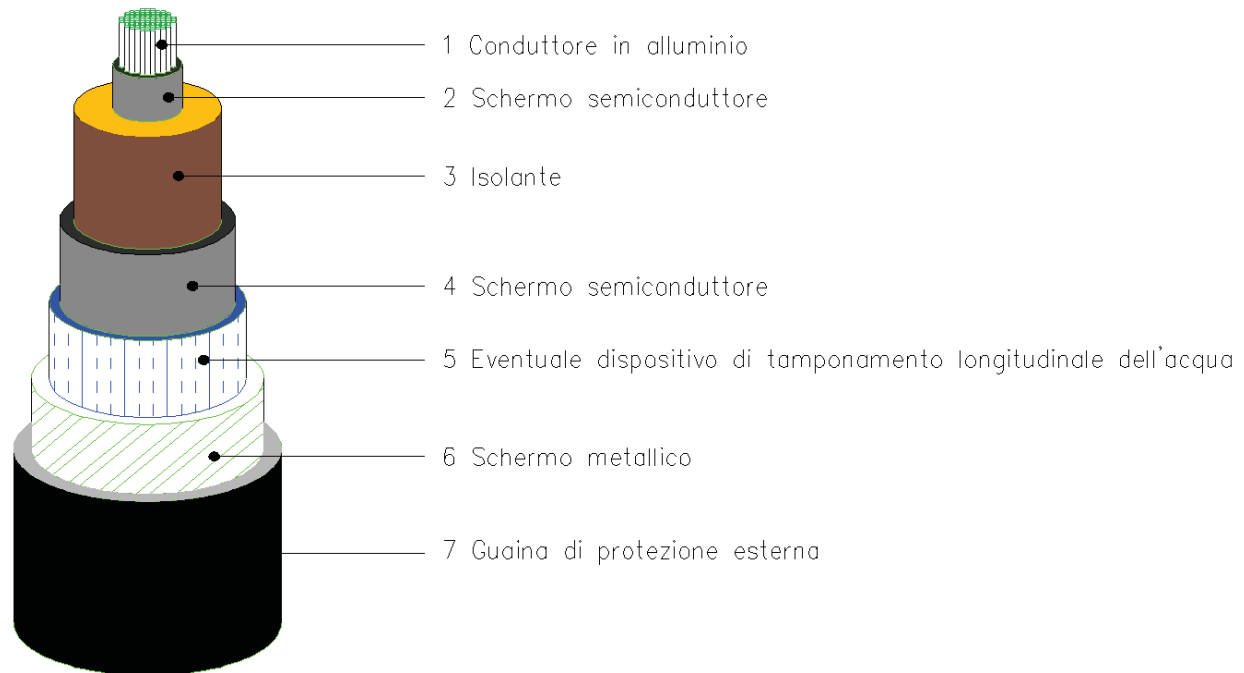 1 Conduttore in alluminio
2 Schermo semiconduttore
3 Isolante
4 Schermo semiconduttore
5 Eventuale dispositivo di tamponamento longitudinale dell'acqua
6 Schermo metallico
7 Guaina di protezione esterna